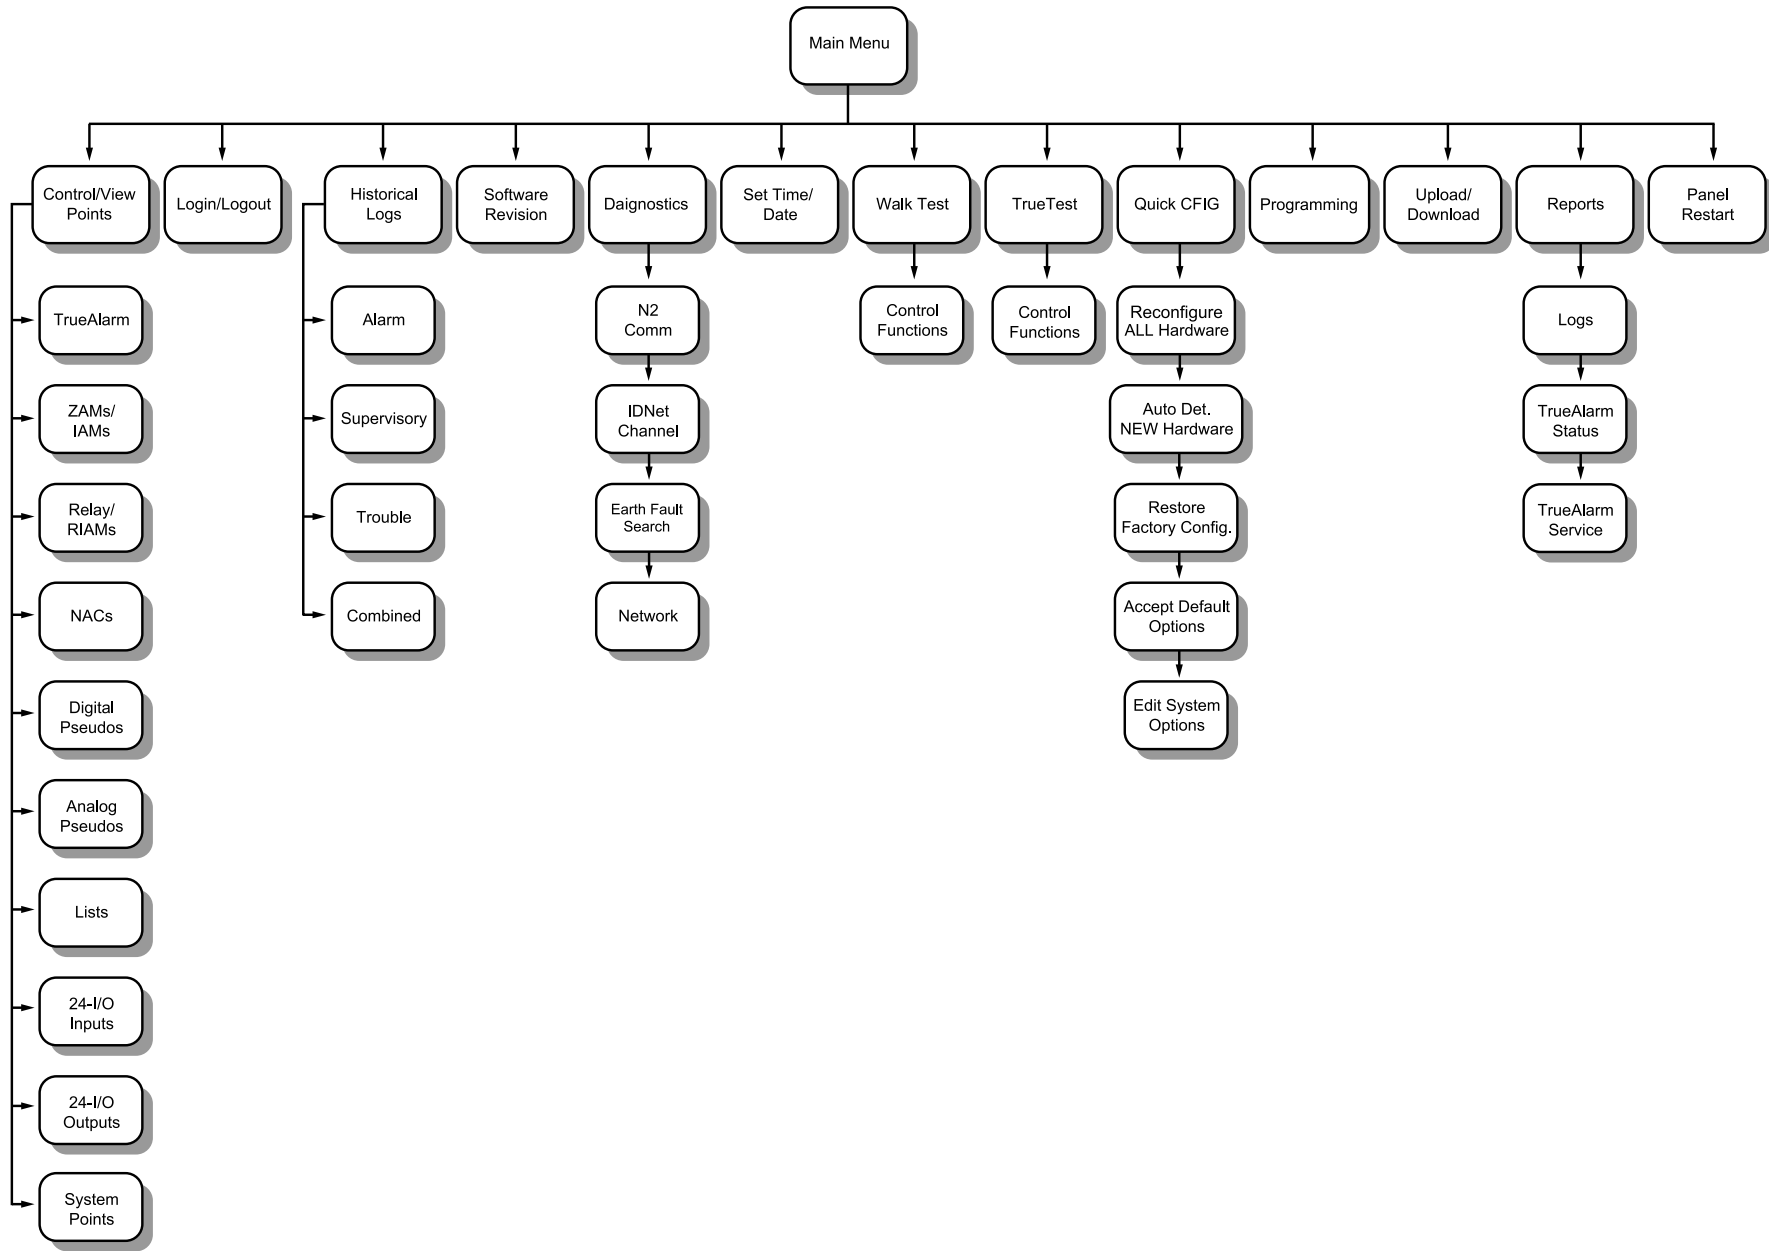 Main Menu
Control/View
Points
Login/Logout
Historical
Logs
Software
Revision
Daignostics
Set Time/
Date
Walk Test
TrueTest
Quick CFIG
Programming
Upload/
Download
Reports
Panel
Restart
TrueAlarm
ZAMs/
IAMs
Relay/
RIAMs
NACs
Digital
Pseudos
Analog
Pseudos
Lists
24-I/O
Inputs
24-I/O
Outputs
System
Points
Alarm
Supervisory
Trouble
Combined
N2
Comm
IDNet
Channel
Earth Fault
Search
Network
Control
Functions
Control
Functions
Reconfigure
ALL Hardware
Auto Det.
NEW Hardware
Restore
Factory Config.
Accept Default
Options
Edit System
Options
Logs
TrueAlarm
Status
TrueAlarm
Service